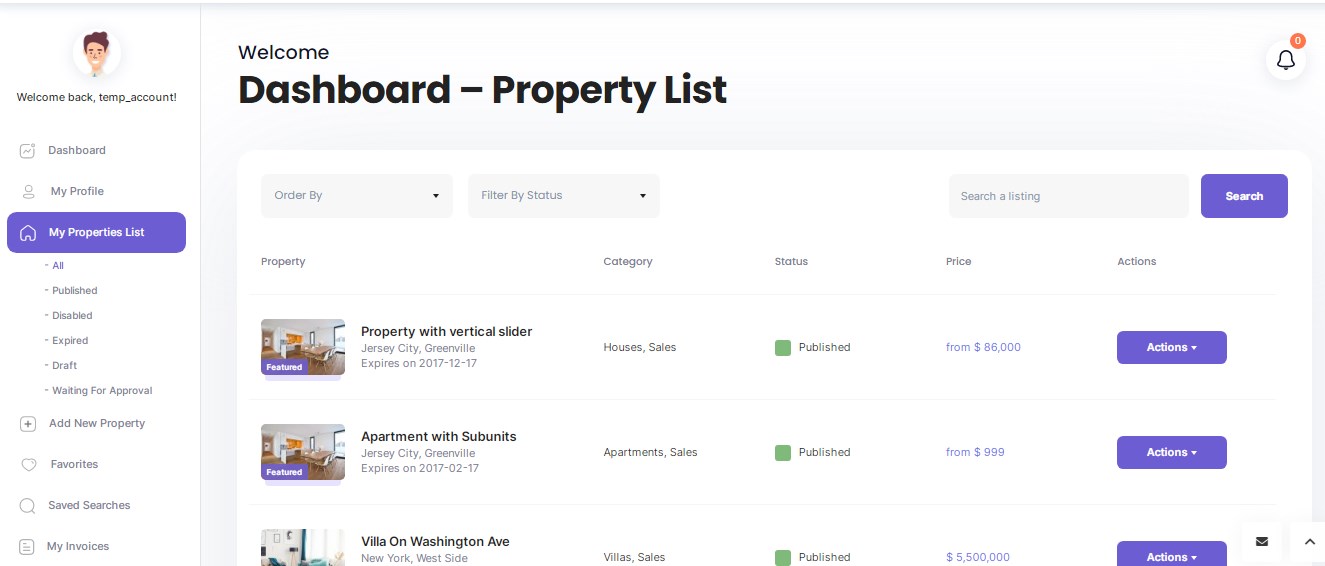 Welcome back, temp_account!
Dashboard
My Profile
My Properties List
- All
- Published
- Disabled
- Expired
- Draft
- Waiting For Approval
Add New Property
Favorites
Saved Searches
My Invoices
Welcome
Dashboard – Property List
0
Order By
Filter By Status
Search a listing
Search
Property Category Status Price Actions
Property with vertical slider
Jersey City, Greenville
Expires on 2017-12-17
Featured
Houses, Sales
Published
from $ 86,000
Actions
Apartment with Subunits
Jersey City, Greenville
Expires on 2017-02-17
Featured
Apartments, Sales
Published
from $ 999
Actions
Villa On Washington Ave
New York, West Side
Villas, Sales
Published
$ 5,500,000
Actions